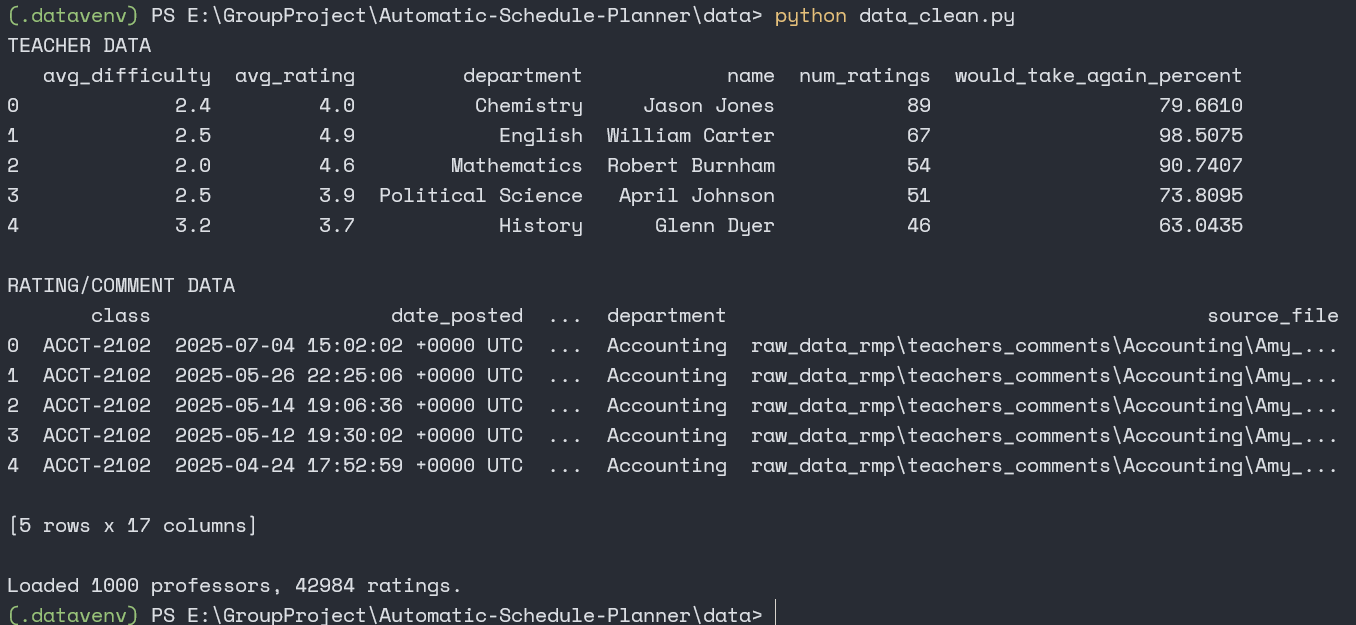 (.datavenv) PS E:\GroupProject\Automatic-Schedule-Planner\data> python data_clean.py
TEACHER DATA
   avg_difficulty  avg_rating         department            name  num_ratings  would_take_again_percent
0             2.4         4.0          Chemistry     Jason Jones           89                   79.6610
1             2.5         4.9            English  William Carter           67                   98.5075
2             2.0         4.6        Mathematics  Robert Burnham           54                   90.7407
3             2.5         3.9  Political Science   April Johnson           51                   73.8095
4             3.2         3.7            History      Glenn Dyer           46                   63.0435

RATING/COMMENT DATA
       class                    date_posted  ...  department                                        source_file
0  ACCT-2102  2025-07-04 15:02:02 +0000 UTC  ...  Accounting  raw_data_rmp\teachers_comments\Accounting\Amy_...
1  ACCT-2102  2025-05-26 22:25:06 +0000 UTC  ...  Accounting  raw_data_rmp\teachers_comments\Accounting\Amy_...
2  ACCT-2102  2025-05-14 19:06:36 +0000 UTC  ...  Accounting  raw_data_rmp\teachers_comments\Accounting\Amy_...
3  ACCT-2102  2025-05-12 19:30:02 +0000 UTC  ...  Accounting  raw_data_rmp\teachers_comments\Accounting\Amy_...
4  ACCT-2102  2025-04-24 17:52:59 +0000 UTC  ...  Accounting  raw_data_rmp\teachers_comments\Accounting\Amy_...

[5 rows x 17 columns]

Loaded 1000 professors, 42984 ratings.
(.datavenv) PS E:\GroupProject\Automatic-Schedule-Planner\data>